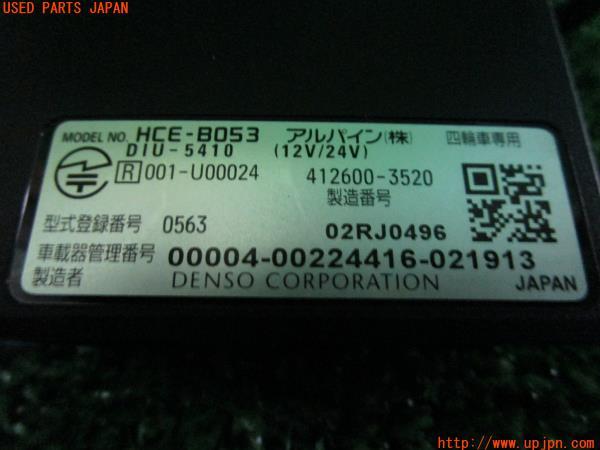 USED PARTS JAPAN
MODEL NO. HCE-B053 アルパイン(株) 四輪車専用
DIU-5410 (12V/24V)
R 001-U00024 412600-3520
製造番号
型式登録番号 0563 02RJ0496
車載器管理番号 00004-00224416-021913
製造者 DENSO CORPORATION JAPAN
http://www.upjpn.com/